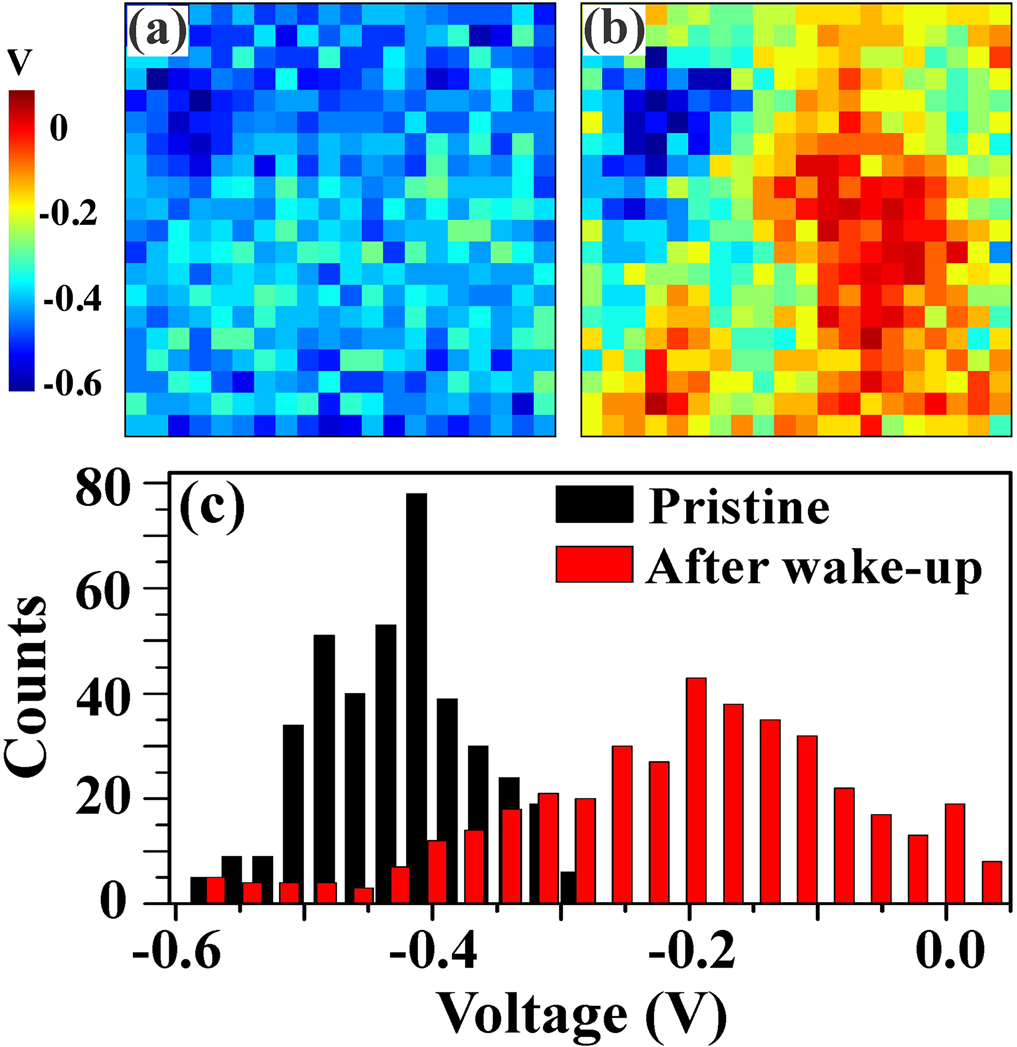 (a)
(b)
V
0
-0.2
-0.4
-0.6
(c)
Pristine
After wake-up
80
60
40
20
0
Counts
-0.6
-0.4
-0.2
0.0
Voltage (V)